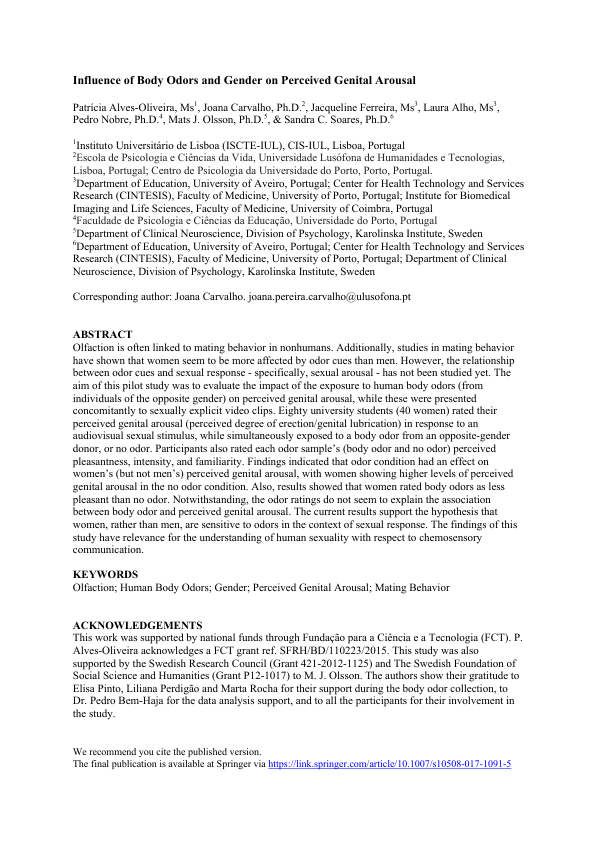 Influence of Body Odors and Gender on Perceived Genital Arousal
Patrícia Alves-Oliveira, Ms1, Joana Carvalho, Ph.D.2, Jacqueline Ferreira, Ms3, Laura Alho, Ms3,
Pedro Nobre, Ph.D.4, Mats J. Olsson, Ph.D.5, & Sandra C. Soares, Ph.D.6
1Instituto Universitário de Lisboa (ISCTE-IUL), CIS-IUL, Lisboa, Portugal
2Escola de Psicologia e Ciências da Vida, Universidade Lusófona de Humanidades e Tecnologias,
Lisboa, Portugal; Centro de Psicologia da Universidade do Porto, Porto, Portugal.
3Department of Education, University of Aveiro, Portugal; Center for Health Technology and Services
Research (CINTESIS), Faculty of Medicine, University of Porto, Portugal; Institute for Biomedical
Imaging and Life Sciences, Faculty of Medicine, University of Coimbra, Portugal
4Faculdade de Psicologia e Ciências da Educação, Universidade do Porto, Portugal
5Department of Clinical Neuroscience, Division of Psychology, Karolinska Institute, Sweden
6Department of Education, University of Aveiro, Portugal; Center for Health Technology and Services
Research (CINTESIS), Faculty of Medicine, University of Porto, Portugal; Department of Clinical
Neuroscience, Division of Psychology, Karolinska Institute, Sweden
Corresponding author: Joana Carvalho. joana.pereira.carvalho@ulusofona.pt
ABSTRACT
Olfaction is often linked to mating behavior in nonhumans. Additionally, studies in mating behavior
have shown that women seem to be more affected by odor cues than men. However, the relationship
between odor cues and sexual response - specifically, sexual arousal - has not been studied yet. The
aim of this pilot study was to evaluate the impact of the exposure to human body odors (from
individuals of the opposite gender) on perceived genital arousal, while these were presented
concomitantly to sexually explicit video clips. Eighty university students (40 women) rated their
perceived genital arousal (perceived degree of erection/genital lubrication) in response to an
audiovisual sexual stimulus, while simultaneously exposed to a body odor from an opposite-gender
donor, or no odor. Participants also rated each odor sample’s (body odor and no odor) perceived
pleasantness, intensity, and familiarity. Findings indicated that odor condition had an effect on
women’s (but not men’s) perceived genital arousal, with women showing higher levels of perceived
genital arousal in the no odor condition. Also, results showed that women rated body odors as less
pleasant than no odor. Notwithstanding, the odor ratings do not seem to explain the association
between body odor and perceived genital arousal. The current results support the hypothesis that
women, rather than men, are sensitive to odors in the context of sexual response. The findings of this
study have relevance for the understanding of human sexuality with respect to chemosensory
communication.
KEYWORDS
Olfaction; Human Body Odors; Gender; Perceived Genital Arousal; Mating Behavior
ACKNOWLEDGEMENTS
This work was supported by national funds through Fundação para a Ciência e a Tecnologia (FCT). P.
Alves-Oliveira acknowledges a FCT grant ref. SFRH/BD/110223/2015. This study was also
supported by the Swedish Research Council (Grant 421-2012-1125) and The Swedish Foundation of
Social Science and Humanities (Grant P12-1017) to M. J. Olsson. The authors show their gratitude to
Elisa Pinto, Liliana Perdigão and Marta Rocha for their support during the body odor collection, to
Dr. Pedro Bem-Haja for the data analysis support, and to all the participants for their involvement in
the study.
We recommend you cite the published version.
The final publication is available at Springer via https://link.springer.com/article/10.1007/s10508-017-1091-5